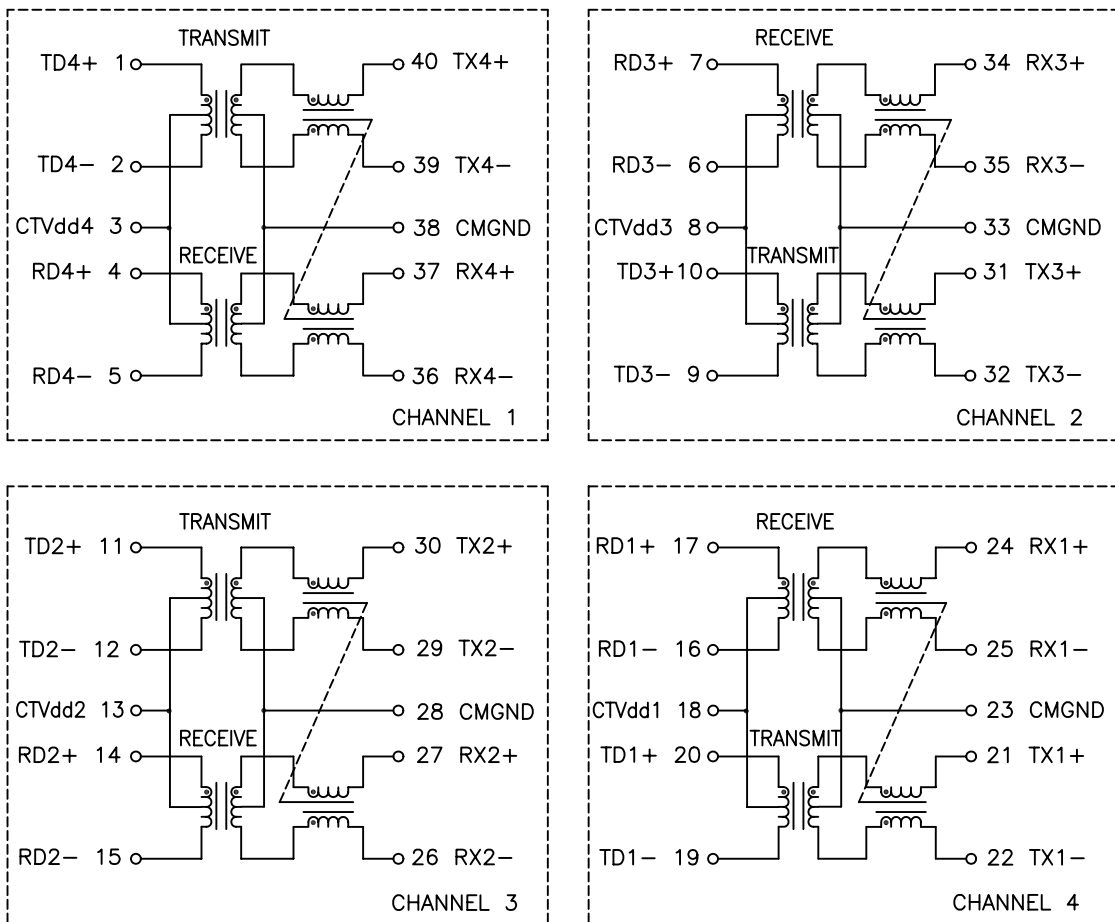 TRANSMIT
TD4+ 1 40 TX4+
TD4- 2 39 TX4-
CTVdd4 3 38 CMGND
RECEIVE
RD4+ 4 37 RX4+
RD4- 5 36 RX4-
CHANNEL 1
RECEIVE
RD3+ 7 34 RX3+
RD3- 6 35 RX3-
CTVdd3 8 33 CMGND
TRANSMIT
TD3+ 10 31 TX3+
TD3- 9 32 TX3-
CHANNEL 2
TRANSMIT
TD2+ 11 30 TX2+
TD2- 12 29 TX2-
CTVdd2 13 28 CMGND
RECEIVE
RD2+ 14 27 RX2+
RD2- 15 26 RX2-
CHANNEL 3
RECEIVE
RD1+ 17 24 RX1+
RD1- 16 25 RX1-
CTVdd1 18 23 CMGND
TRANSMIT
TD1+ 20 21 TX1+
TD1- 19 22 TX1-
CHANNEL 4